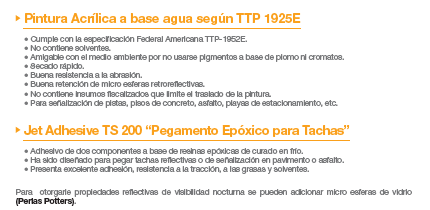 Pintura Acrílica a base agua según TTP 1925E
• Cumple con la especificación Federal Americana TTP-1952E.
• No contiene solventes.
• Amigable con el medio ambiente por no usarse pigmentos a base de plomo ni cromatos.
• Secado rápido.
• Buena resistencia a la abrasión.
• Buena retención de micro esferas retroreflectivas.
• No contiene insumos fiscalizados que limite el traslado de la pintura.
• Para señalización de pistas, pisos de concreto, asfalto, playas de estacionamiento, etc.
Jet Adhesive TS 200 “Pegamento Epóxico para Tachas”
• Adhesivo de dos componentes a base de resinas epóxicas de curado en frío.
• Ha sido diseñado para pegar tachas reflectivas o de señalización en pavimento o asfalto.
• Presenta excelente adhesión, resistencia a la tracción, a las grasas y solventes.
Para otorgarle propiedades reflectivas de visibilidad nocturna se pueden adicionar micro esferas de vidrio
(Perlas Potters).